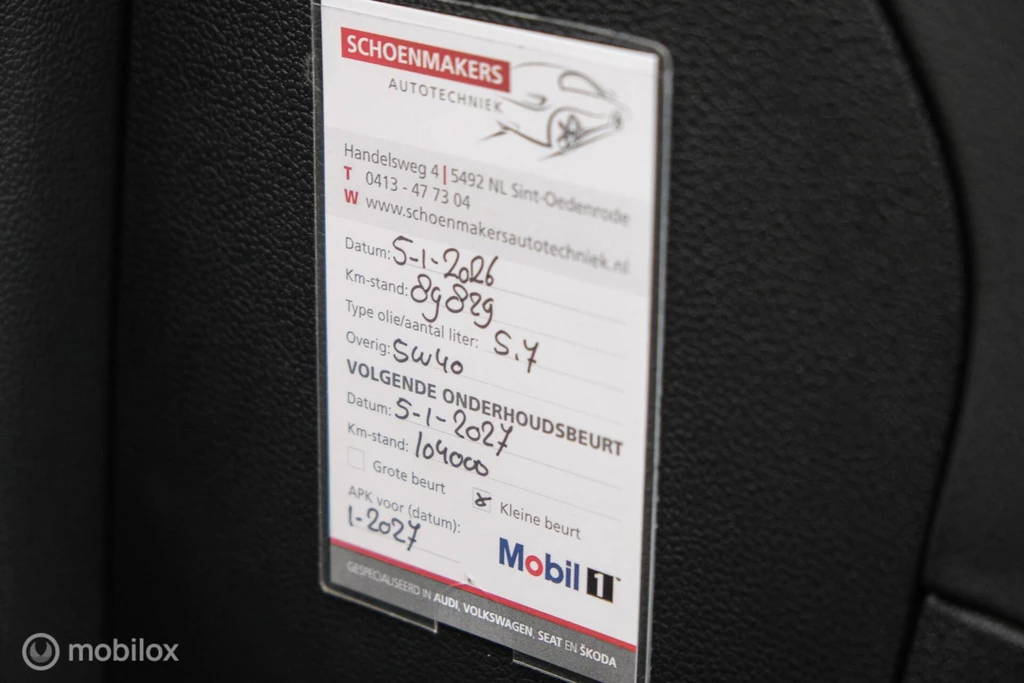 SCHOENMAKERS
AUTOTECHNIEK
Handelsweg 4 | 5492 NL Sint-Oedenrode
T 0413 - 47 73 04
W www.schoenmakersautotechniek.nl
Datum: 5-1-2026
Km-stand: 89829
Type olie/aantal liter: 5.7
Overig: 5w40
VOLGENDE ONDERHOUDSBEURT
Datum: 5-1-2027
Km-stand: 104000
Grote beurt
Kleine beurt
APK voor (datum):
1-2027
Mobil 1
GESPECIALISEERD IN AUDI, VOLKSWAGEN, SEAT EN ŠKODA
mobilox